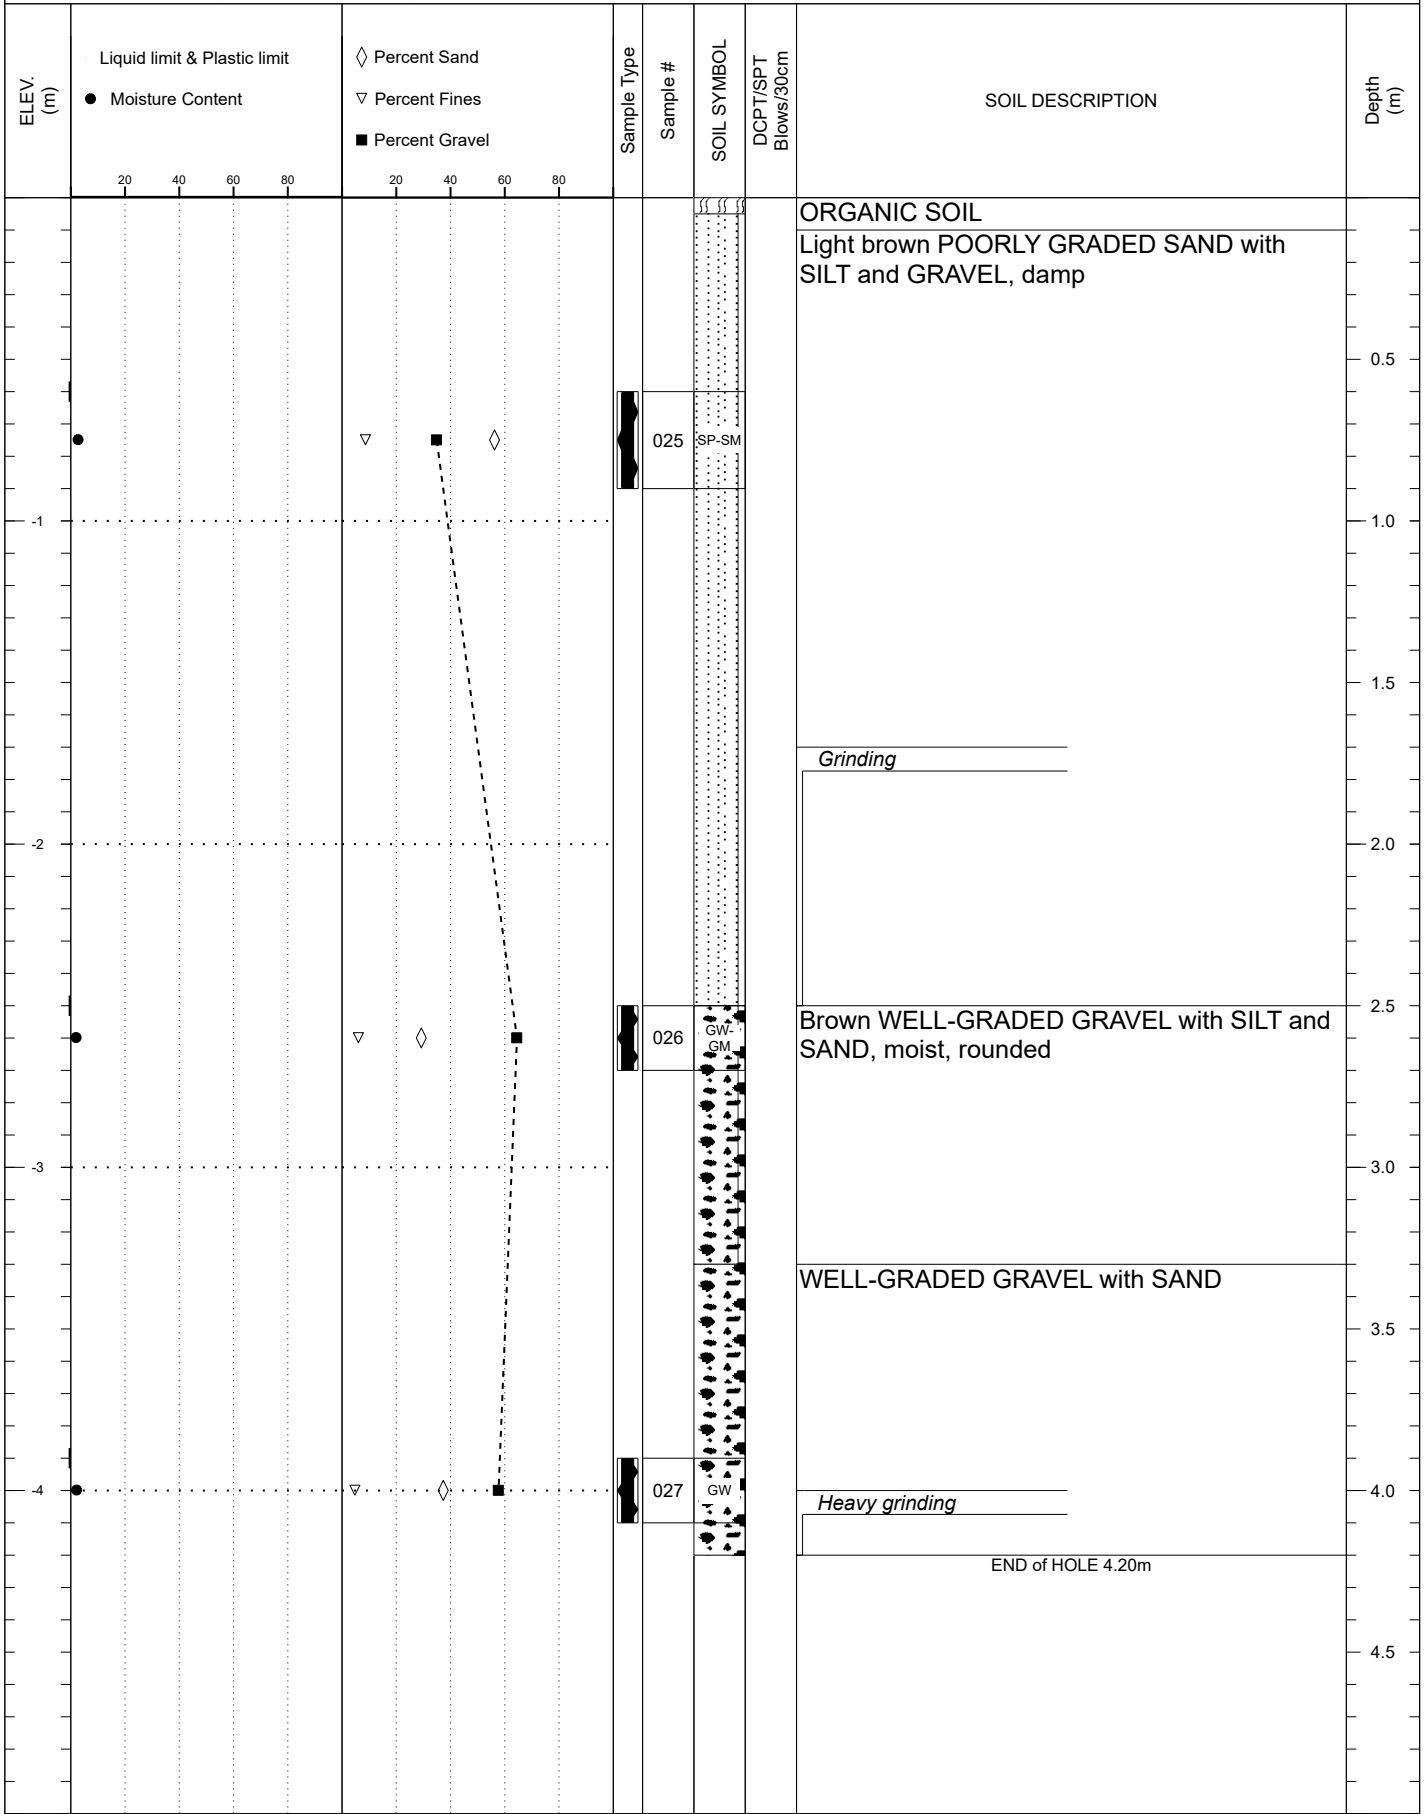 ELEV.
(m)
Liquid limit & Plastic limit
Moisture Content
20 40 60 80
Percent Sand
Percent Fines
Percent Gravel
20 40 60 80
Sample Type
Sample #
SOIL SYMBOL
DCPT/SPT
Blows/30cm
SOIL DESCRIPTION
Depth
(m)
ORGANIC SOIL
Light brown POORLY GRADED SAND with
SILT and GRAVEL, damp
0.5
025 SP-SM
-1 1.0
1.5
Grinding
-2 2.0
2.5
Brown WELL-GRADED GRAVEL with SILT and
SAND, moist, rounded
026 GW-
GM
-3 3.0
WELL-GRADED GRAVEL with SAND
3.5
-4 027 GW 4.0
Heavy grinding
END of HOLE 4.20m
4.5